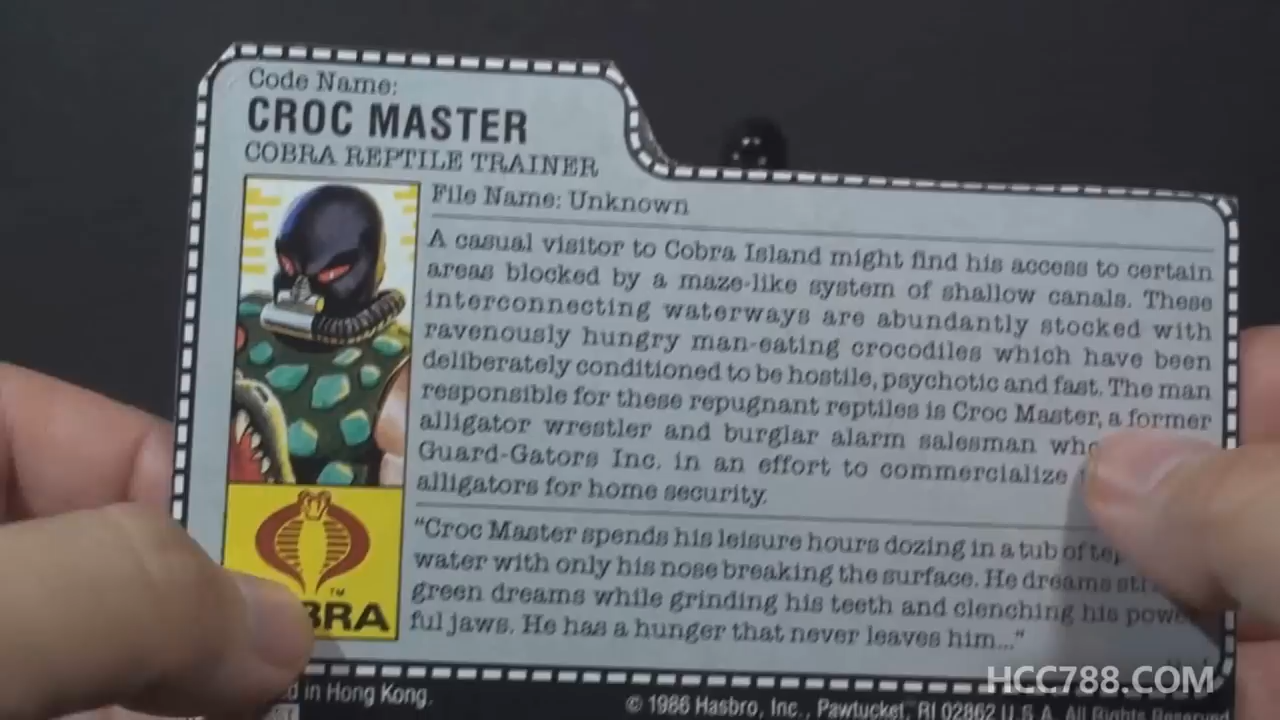 Code Name:
CROC MASTER
COBRA REPTILE TRAINER
File Name: Unknown
A casual visitor to Cobra Island might find his access to certain
areas blocked by a maze-like system of shallow canals. These
interconnecting waterways are abundantly stocked with
ravenously hungry man-eating crocodiles which have been
deliberately conditioned to be hostile, psychotic and fast. The man
responsible for these repugnant reptiles is Croc Master, a former
alligator wrestler and burglar alarm salesman who
Guard-Gators Inc. in an effort to commercialize
alligators for home security.
"Croc Master spends his leisure hours dozing in a tub of
water with only his nose breaking the surface. He dreams
green dreams while grinding his teeth and clenching his
ful jaws. He has a hunger that never leaves him..."
BRA
TM
in Hong Kong.
© 1986 Hasbro, Inc., Pawtucket, RI 02862 U.S.A. All Rights Reserved
HCC788.COM